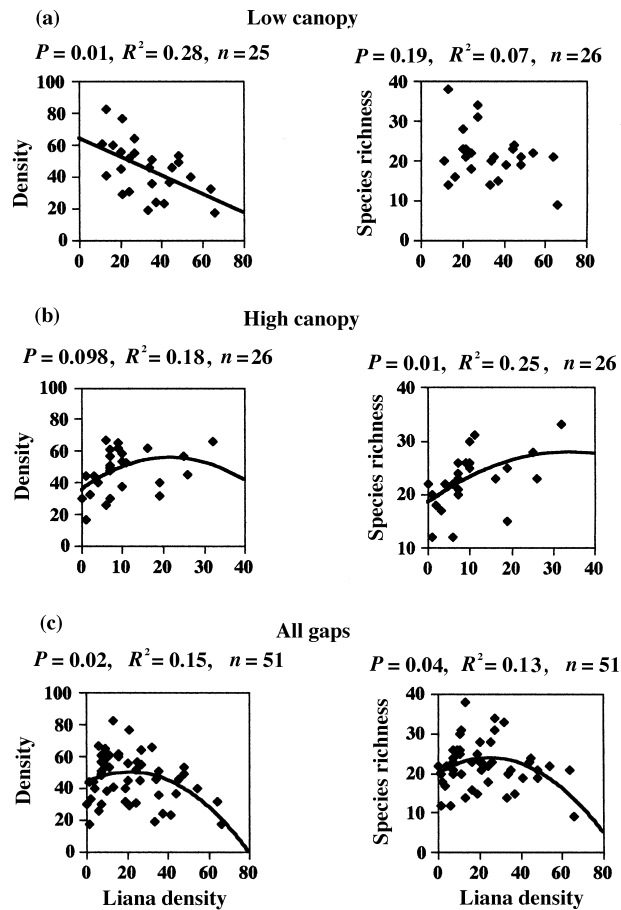 (a) Low canopy
P = 0.01, R² = 0.28, n = 25
P = 0.19, R² = 0.07, n = 26
Density
100
80
60
40
20
0
0 20 40 60 80
Species richness
40
30
20
10
0
0 20 40 60 80
(b) High canopy
P = 0.098, R² = 0.18, n = 26
P = 0.01, R² = 0.25, n = 26
Density
100
80
60
40
20
0
0 10 20 30 40
Species richness
40
30
20
10
0 10 20 30 40
(c) All gaps
P = 0.02, R² = 0.15, n = 51
P = 0.04, R² = 0.13, n = 51
Density
100
80
60
40
20
0
0 20 40 60 80
Liana density
Species richness
40
30
20
10
0
0 20 40 60 80
Liana density